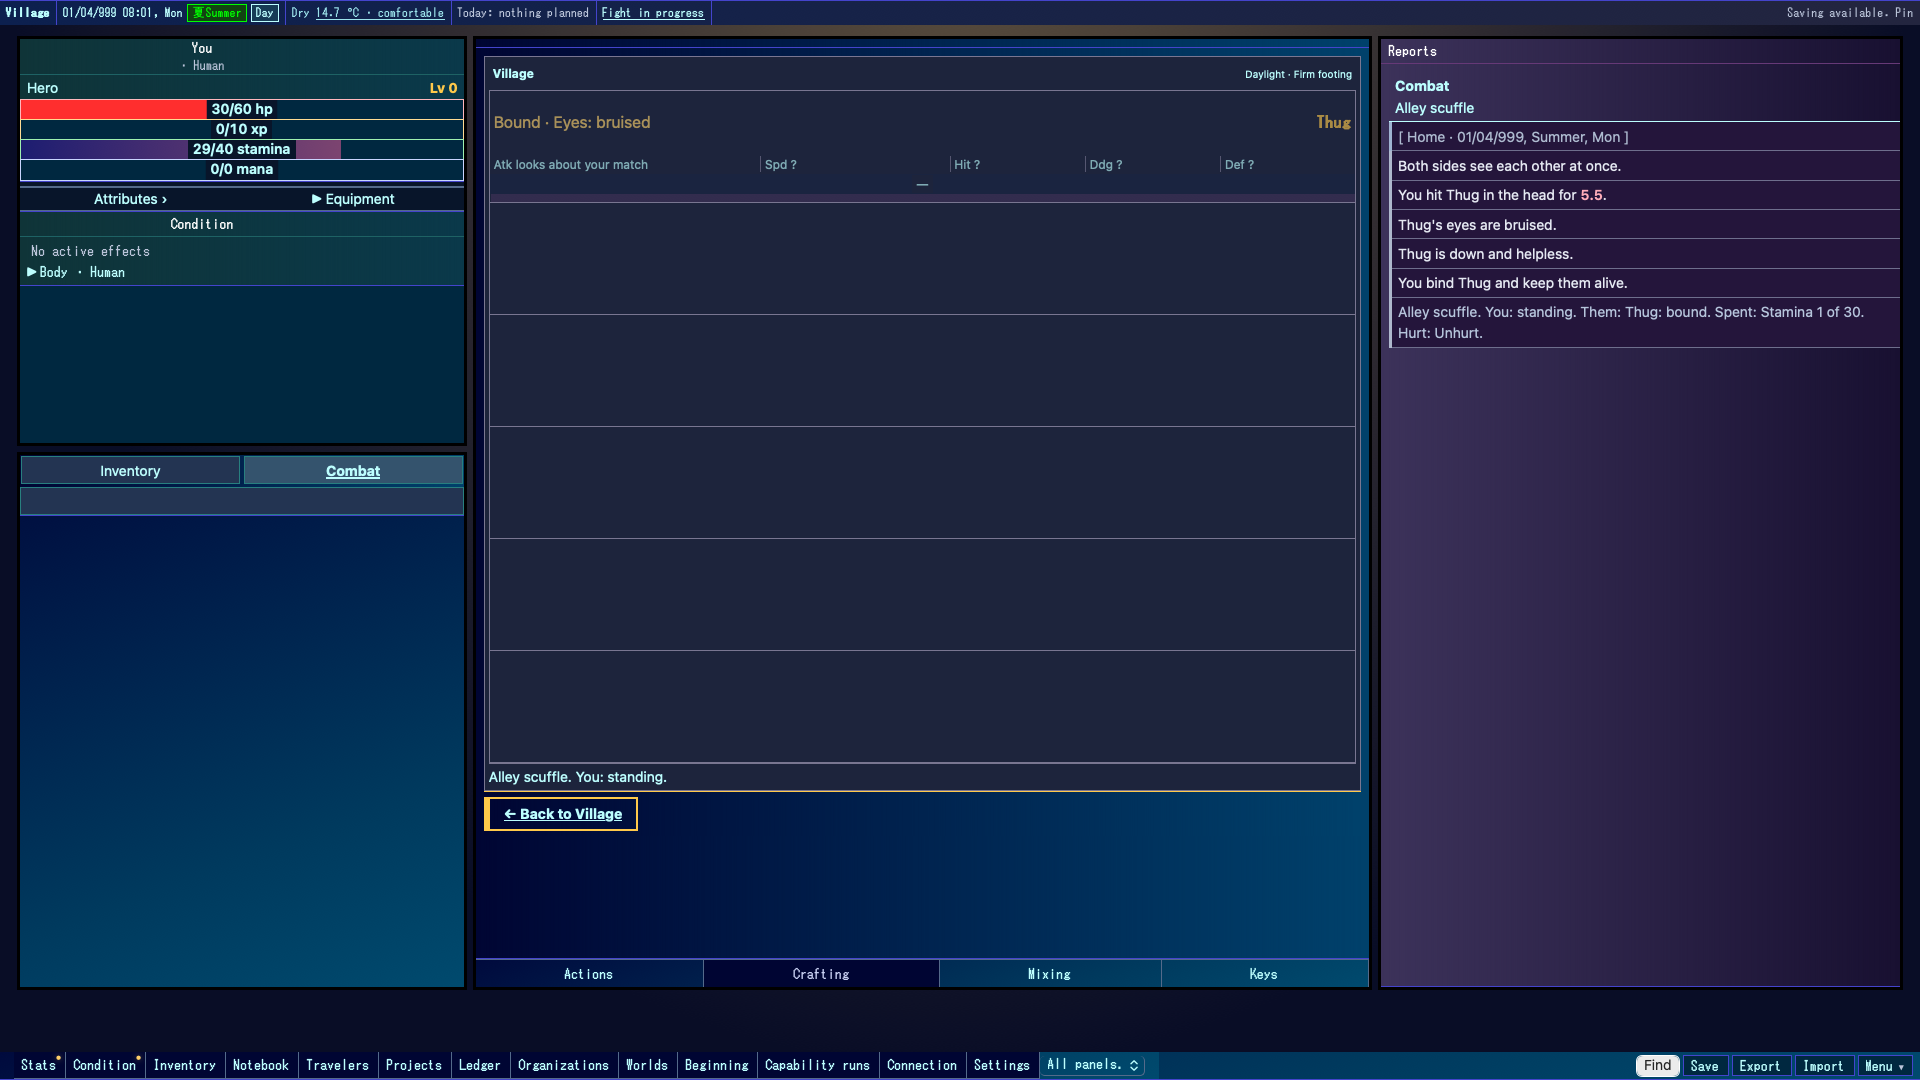 Village 01/04/999 08:01, Mon 夏Summer Day Dry 14.7 °C · comfortable Today: nothing planned Fight in progress Saving available. Pin
You
· Human
Hero Lv 0
30/60 hp
0/10 xp
29/40 stamina
0/0 mana
Attributes › ▶ Equipment
Condition
No active effects
▶Body · Human
Inventory Combat
Village Daylight · Firm footing
Bound · Eyes: bruised Thug
Atk looks about your match Spd ? Hit ? Ddg ? Def ?
—
Alley scuffle. You: standing.
← Back to Village
Actions Crafting Mixing Keys
Reports
Combat
Alley scuffle
[ Home · 01/04/999, Summer, Mon ]
Both sides see each other at once.
You hit Thug in the head for 5.5.
Thug's eyes are bruised.
Thug is down and helpless.
You bind Thug and keep them alive.
Alley scuffle. You: standing. Them: Thug: bound. Spent: Stamina 1 of 30.
Hurt: Unhurt.
Stats Condition Inventory Notebook Travelers Projects Ledger Organizations Worlds Beginning Capability runs Connection Settings All panels. Find Save Export Import Menu ▾